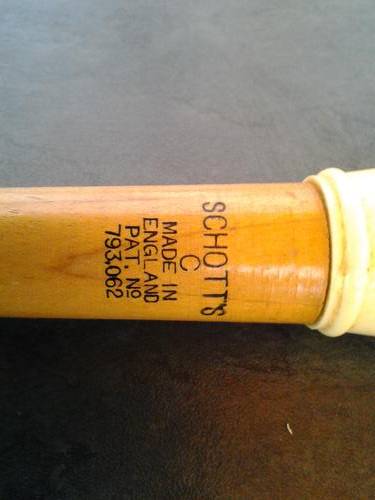 SCHOTT'S
C
MADE IN
ENGLAND
PAT. Nº
793,062